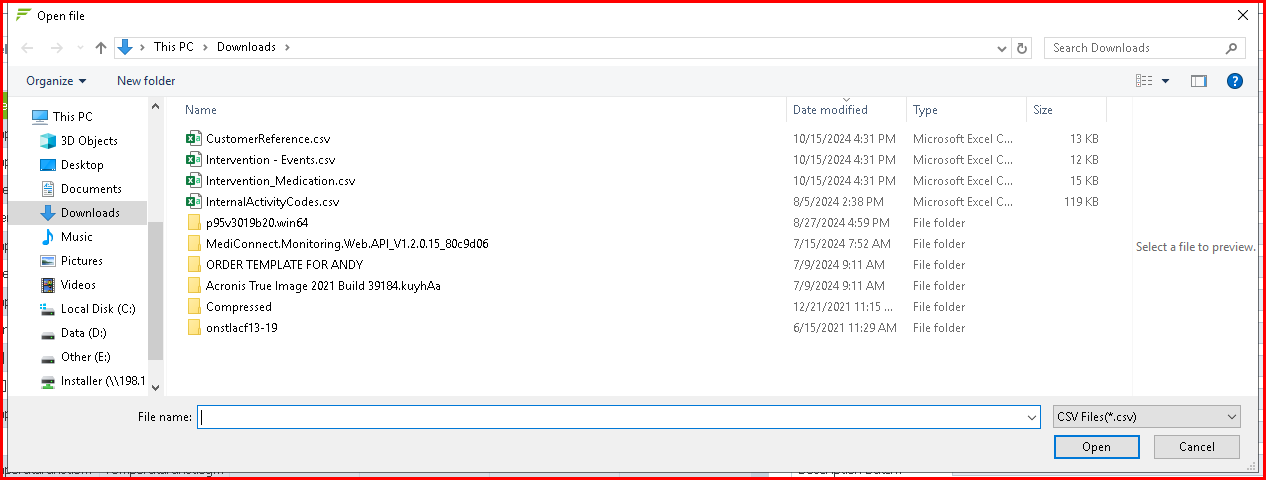 Open file
This PC > Downloads >
Search Downloads
Organize New folder
Name Date modified Type Size
This PC
3D Objects
Desktop
Documents
Downloads
Music
Pictures
Videos
Local Disk (C:)
Data (D:)
Other (E:)
Installer (\\198.1
CustomerReference.csv 10/15/2024 4:31 PM Microsoft Excel C... 13 KB
Intervention - Events.csv 10/15/2024 4:31 PM Microsoft Excel C... 12 KB
Intervention_Medication.csv 10/15/2024 4:31 PM Microsoft Excel C... 15 KB
InternalActivityCodes.csv 8/5/2024 2:38 PM Microsoft Excel C... 119 KB
p95v3019b20.win64 8/27/2024 4:59 PM File folder
MediConnect.Monitoring.Web.API_V1.2.0.15_80c9d06 7/15/2024 7:52 AM File folder
ORDER TEMPLATE FOR ANDY 7/9/2024 9:11 AM File folder
Acronis True Image 2021 Build 39184.kuyhAa 7/9/2024 9:11 AM File folder
Compressed 12/21/2021 11:15 ... File folder
onstlacf13-19 6/15/2021 11:29 AM File folder
Select a file to preview.
File name: CSV Files(*.csv)
Open Cancel